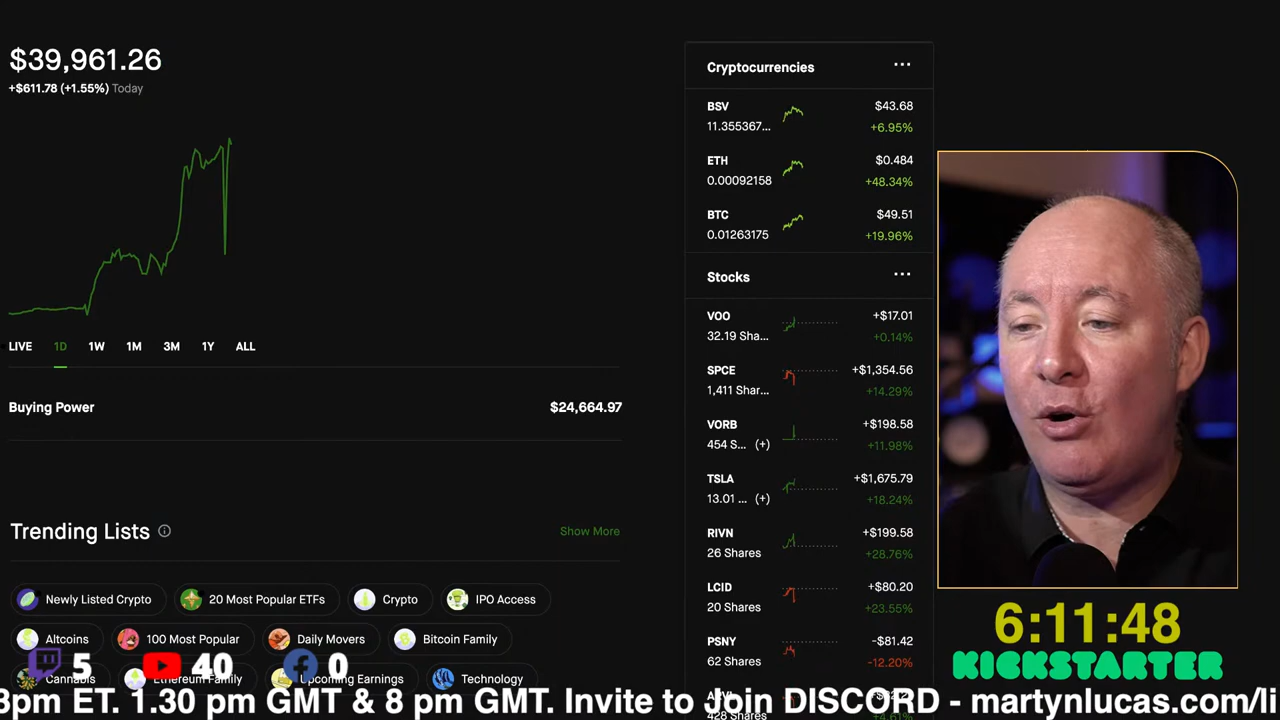 $39,961.26
+$611.78 (+1.55%) Today
LIVE 1D 1W 1M 3M 1Y ALL
Buying Power $24,664.97
Trending Lists
Show More
Newly Listed Crypto 20 Most Popular ETFs Crypto IPO Access
Altcoins 100 Most Popular Daily Movers Bitcoin Family
Cannabis Ethereum Family Upcoming Earnings Technology
Cryptocurrencies
BSV $43.68
11.355367... +6.95%
ETH $0.484
0.00092158 +48.34%
BTC $49.51
0.01263175 +19.96%
Stocks
VOO +$17.01
32.19 Sha... +0.14%
SPCE +$1,354.56
1,411 Shar... +14.29%
VORB +$198.58
454 S... (+) +11.98%
TSLA +$1,675.79
13.01 ... (+) +18.24%
RIVN +$199.58
26 Shares +28.76%
LCID +$80.20
20 Shares +23.55%
PSNY -$81.42
62 Shares -12.20%
428 Shares +4.61%
6:11:48
KICKSTARTER
5 40 0
3pm ET. 1.30 pm GMT & 8 pm GMT. Invite to Join DISCORD - martynlucas.com/li